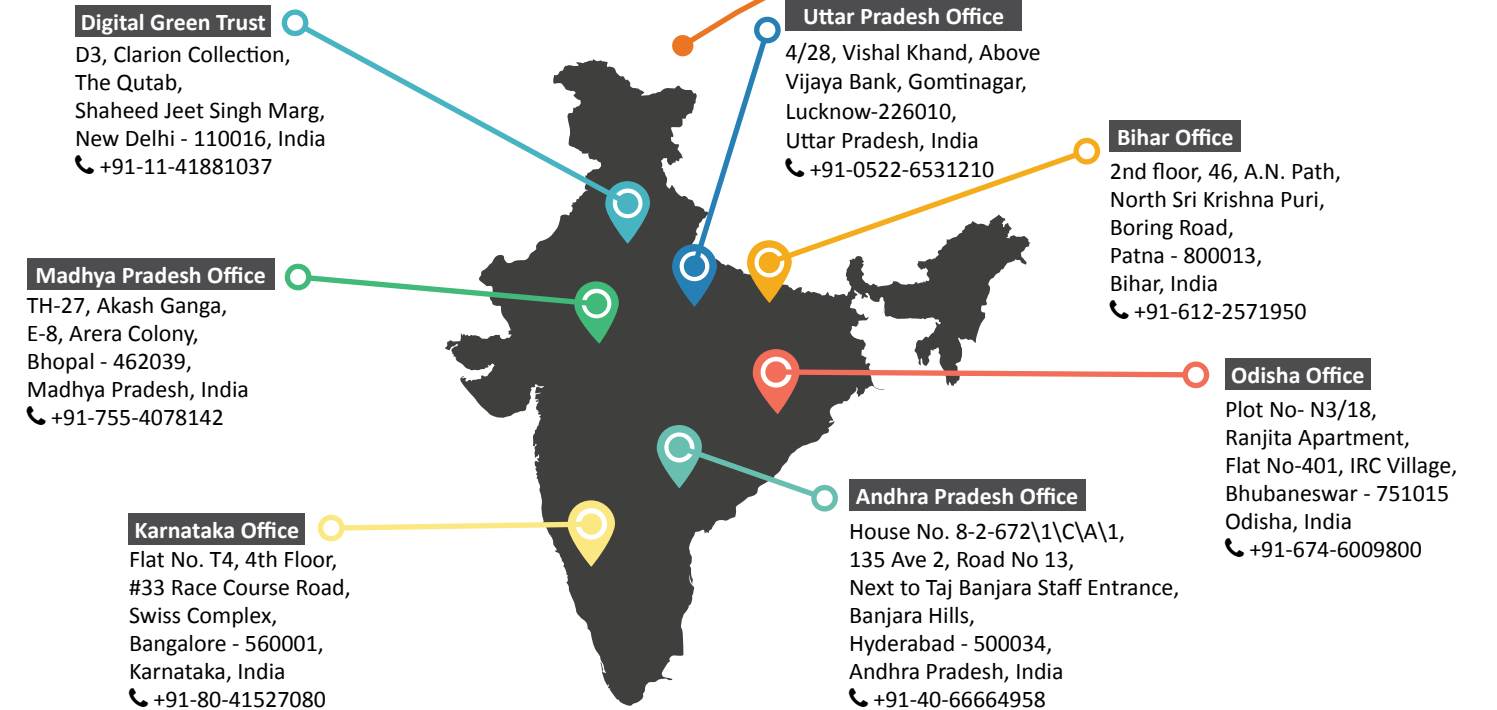 Digital Green Trust
D3, Clarion Collection,
The Qutab,
Shaheed Jeet Singh Marg,
New Delhi - 110016, India
+91-11-41881037
Uttar Pradesh Office
4/28, Vishal Khand, Above
Vijaya Bank, Gomtinagar,
Lucknow-226010,
Uttar Pradesh, India
+91-0522-6531210
Bihar Office
2nd floor, 46, A.N. Path,
North Sri Krishna Puri,
Boring Road,
Patna - 800013,
Bihar, India
+91-612-2571950
Madhya Pradesh Office
TH-27, Akash Ganga,
E-8, Arera Colony,
Bhopal - 462039,
Madhya Pradesh, India
+91-755-4078142
Odisha Office
Plot No- N3/18,
Ranjita Apartment,
Flat No-401, IRC Village,
Bhubaneswar - 751015
Odisha, India
+91-674-6009800
Karnataka Office
Flat No. T4, 4th Floor,
#33 Race Course Road,
Swiss Complex,
Bangalore - 560001,
Karnataka, India
+91-80-41527080
Andhra Pradesh Office
House No. 8-2-672\1\C\A\1,
135 Ave 2, Road No 13,
Next to Taj Banjara Staff Entrance,
Banjara Hills,
Hyderabad - 500034,
Andhra Pradesh, India
+91-40-66664958